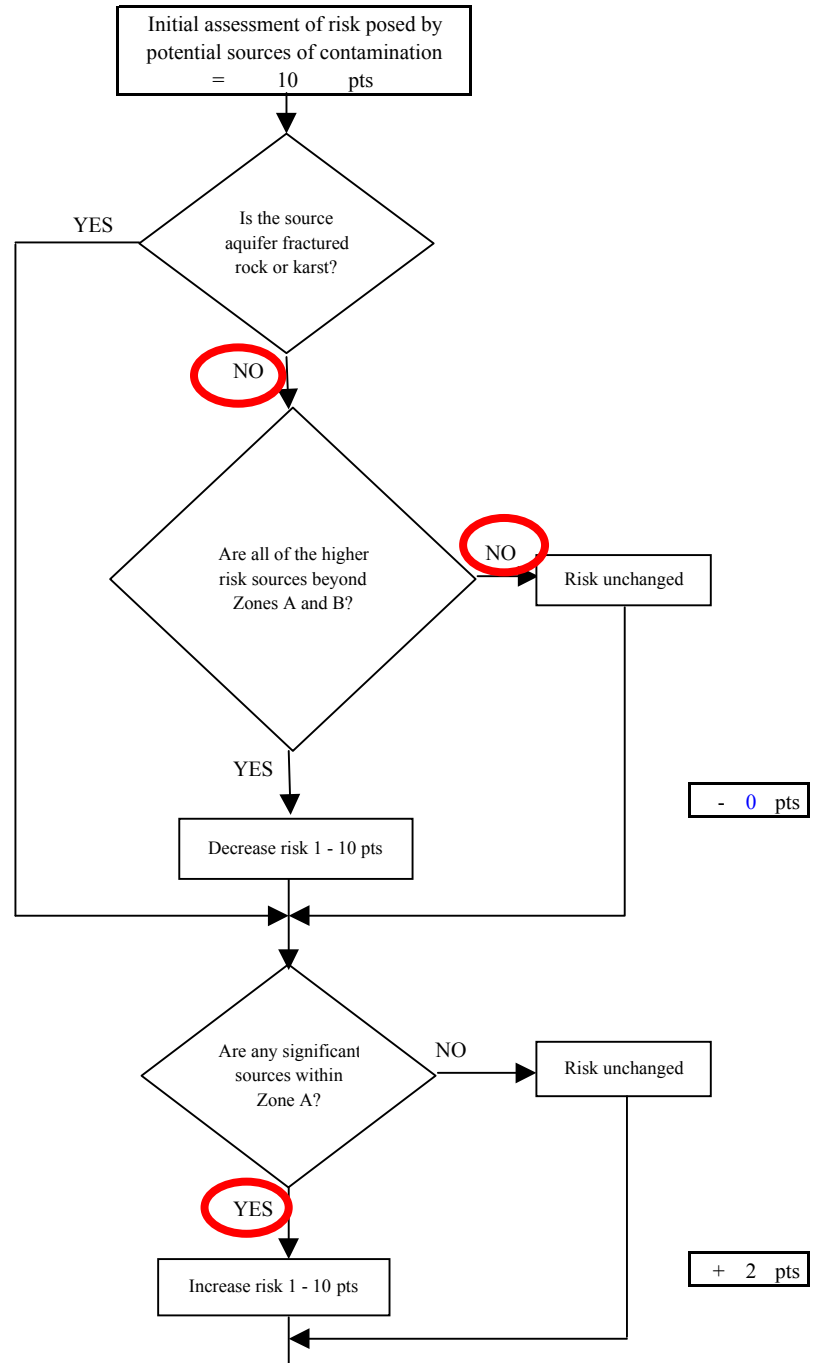 Initial assessment of risk posed by
potential sources of contamination
= 10 pts
YES
Is the source
aquifer fractured
rock or karst?
NO
Are all of the higher
risk sources beyond
Zones A and B?
NO
Risk unchanged
YES
- 0 pts
Decrease risk 1 - 10 pts
Are any significant
sources within
Zone A?
NO
Risk unchanged
YES
+ 2 pts
Increase risk 1 - 10 pts